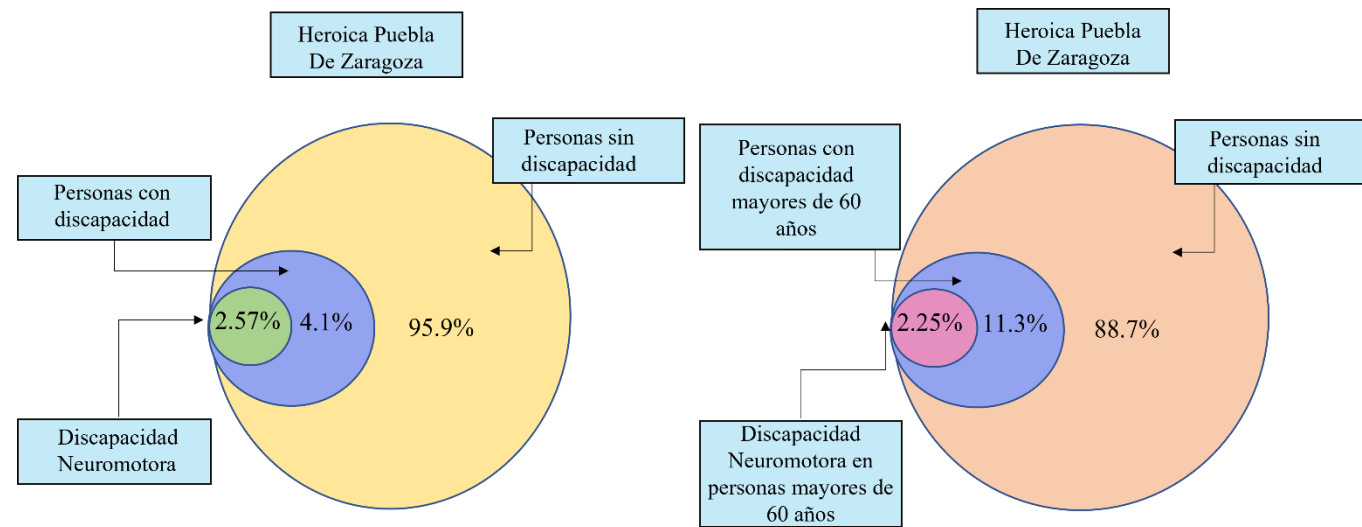 Heroica Puebla
De Zaragoza
Personas sin
discapacidad
Personas con
discapacidad
2.57%
4.1%
95.9%
Discapacidad
Neuromotora
Heroica Puebla
De Zaragoza
Personas con
discapacidad
mayores de 60
años
Personas sin
discapacidad
2.25%
11.3%
88.7%
Discapacidad
Neuromotora en
personas mayores de
60 años